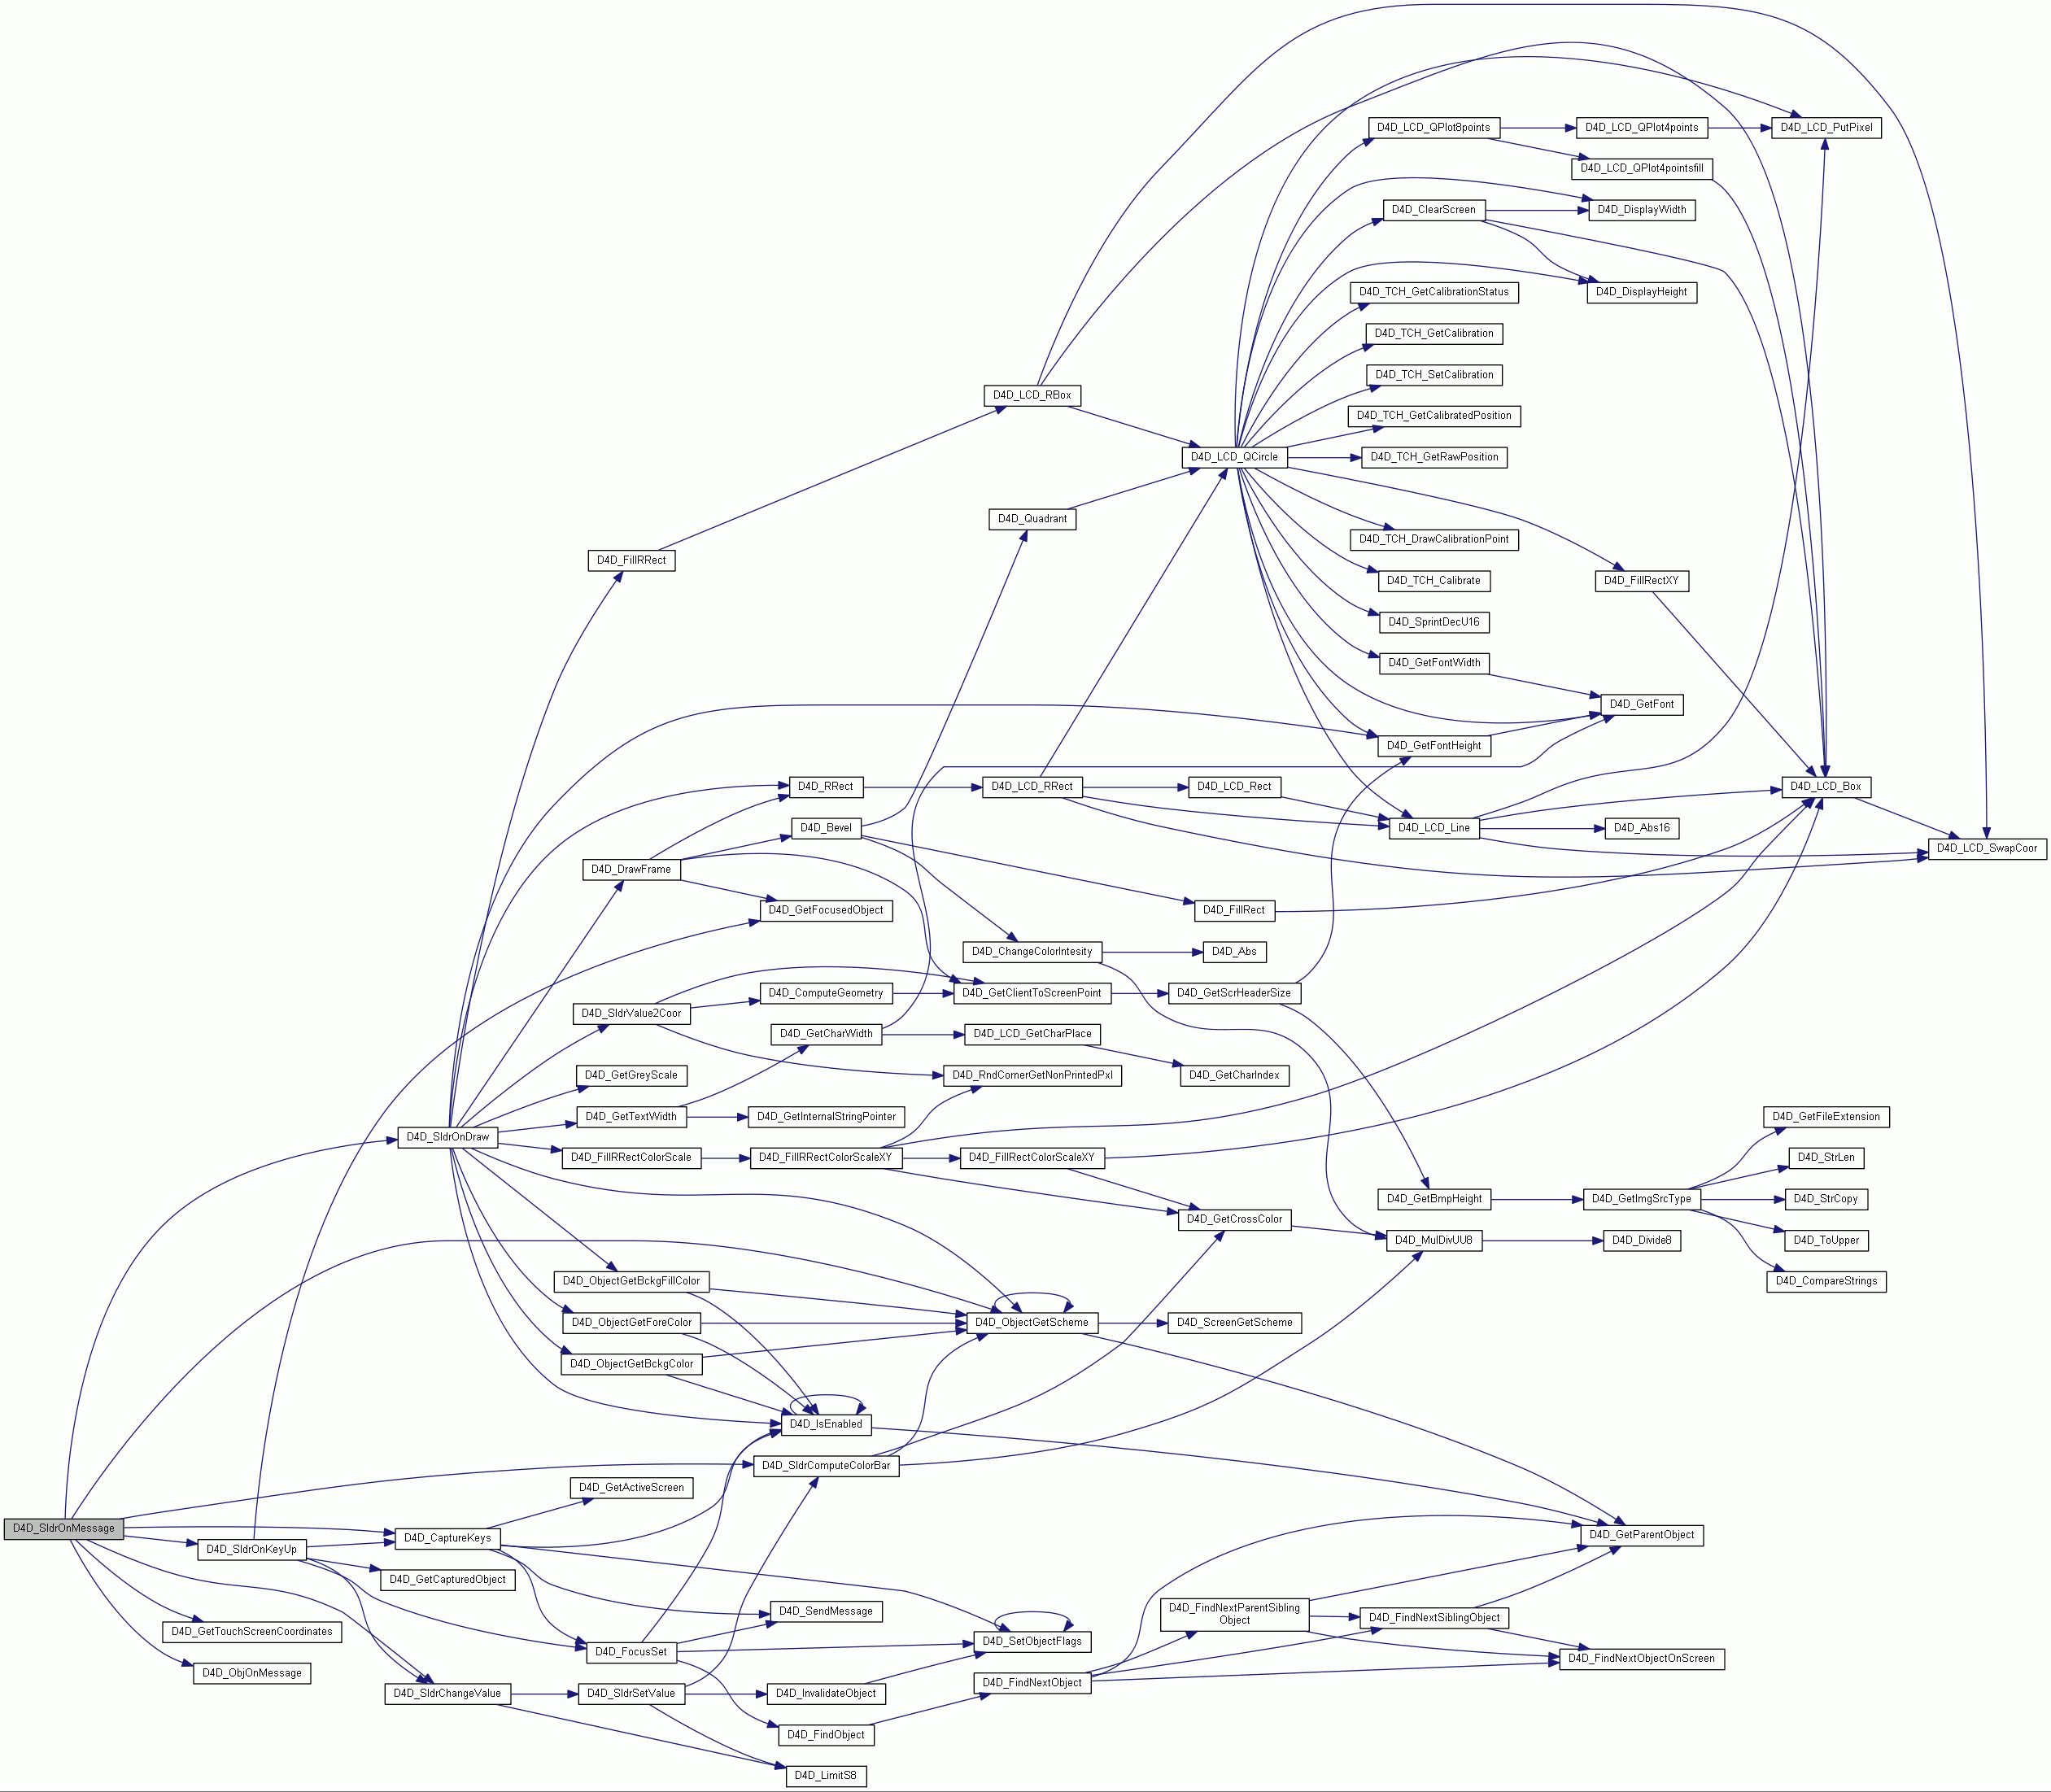 D4D_LCD_QPlot8points
D4D_LCD_QPlot4points
D4D_LCD_PutPixel
D4D_LCD_QPlot4pointsfill
D4D_ClearScreen
D4D_DisplayWidth
D4D_TCH_GetCalibrationStatus
D4D_DisplayHeight
D4D_TCH_GetCalibration
D4D_TCH_SetCalibration
D4D_LCD_RBox
D4D_TCH_GetCalibratedPosition
D4D_LCD_QCircle
D4D_TCH_GetRawPosition
D4D_Quadrant
D4D_TCH_DrawCalibrationPoint
D4D_FillRRect
D4D_TCH_Calibrate
D4D_FillRectXY
D4D_SprintDecU16
D4D_GetFontWidth
D4D_GetFont
D4D_GetFontHeight
D4D_RRect
D4D_LCD_RRect
D4D_LCD_Rect
D4D_LCD_Box
D4D_Bevel
D4D_LCD_Line
D4D_Abs16
D4D_LCD_SwapCoor
D4D_DrawFrame
D4D_GetFocusedObject
D4D_FillRect
D4D_ChangeColorIntesity
D4D_Abs
D4D_ComputeGeometry
D4D_GetClientToScreenPoint
D4D_GetScrHeaderSize
D4D_SldrValue2Coor
D4D_GetCharWidth
D4D_LCD_GetCharPlace
D4D_GetGreyScale
D4D_RndCornerGetNonPrintedPxl
D4D_GetCharIndex
D4D_GetTextWidth
D4D_GetInternalStringPointer
D4D_GetFileExtension
D4D_SldrOnDraw
D4D_FillRRectColorScale
D4D_FillRRectColorScaleXY
D4D_FillRectColorScaleXY
D4D_StrLen
D4D_GetBmpHeight
D4D_GetImgSrcType
D4D_StrCopy
D4D_GetCrossColor
D4D_MulDivUU8
D4D_Divide8
D4D_ToUpper
D4D_ObjectGetBckgFillColor
D4D_CompareStrings
D4D_ObjectGetForeColor
D4D_ObjectGetScheme
D4D_ScreenGetScheme
D4D_ObjectGetBckgColor
D4D_IsEnabled
D4D_SldrComputeColorBar
D4D_GetActiveScreen
D4D_SldrOnMessage
D4D_CaptureKeys
D4D_GetParentObject
D4D_SldrOnKeyUp
D4D_GetCapturedObject
D4D_SendMessage
D4D_FindNextParentSibling
Object
D4D_FindNextSiblingObject
D4D_GetTouchScreenCoordinates
D4D_FocusSet
D4D_SetObjectFlags
D4D_FindNextObjectOnScreen
D4D_ObjOnMessage
D4D_FindNextObject
D4D_SldrChangeValue
D4D_SldrSetValue
D4D_InvalidateObject
D4D_FindObject
D4D_LimitS8